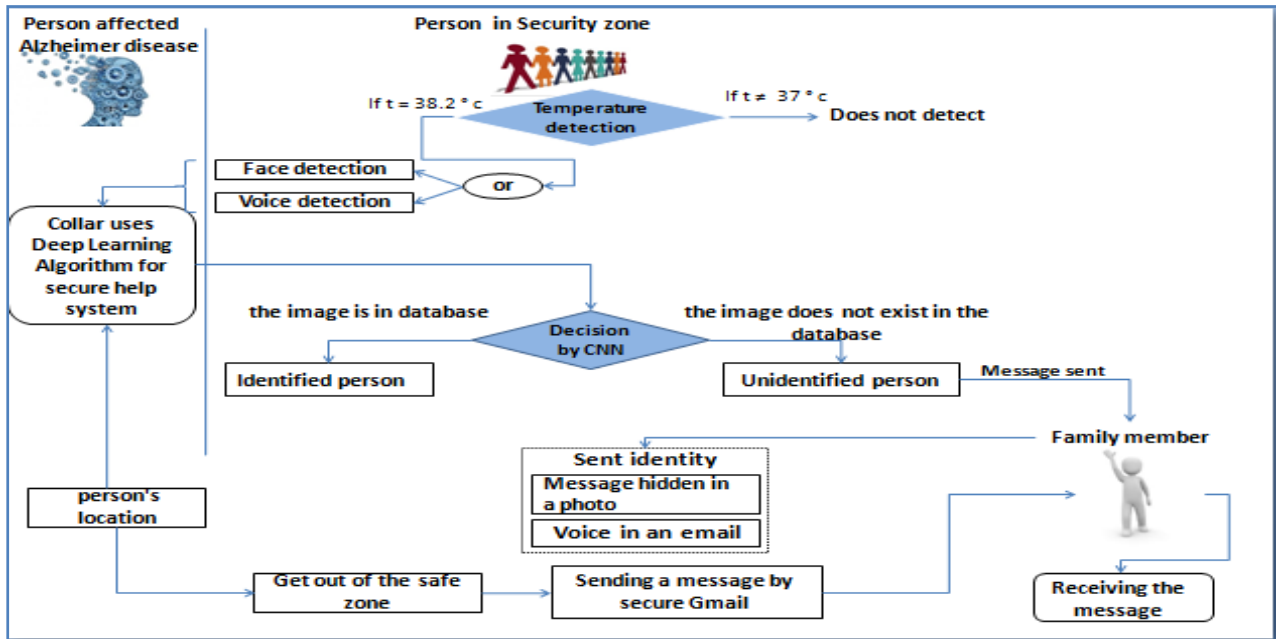 Person affected
Alzheimer disease
Person in Security zone
If t = 38.2 ° c
If t ≠ 37 ° c
Temperature
detection
Does not detect
Face detection
or
Voice detection
Collar uses
Deep Learning
Algorithm for
secure help
system
the image is in database
the image does not exist in the
database
Decision
by CNN
Identified person
Unidentified person
Message sent
Family member
Sent identity
Message hidden in
a photo
Voice in an email
person's
location
Get out of the safe
zone
Sending a message by
secure Gmail
Receiving the
message